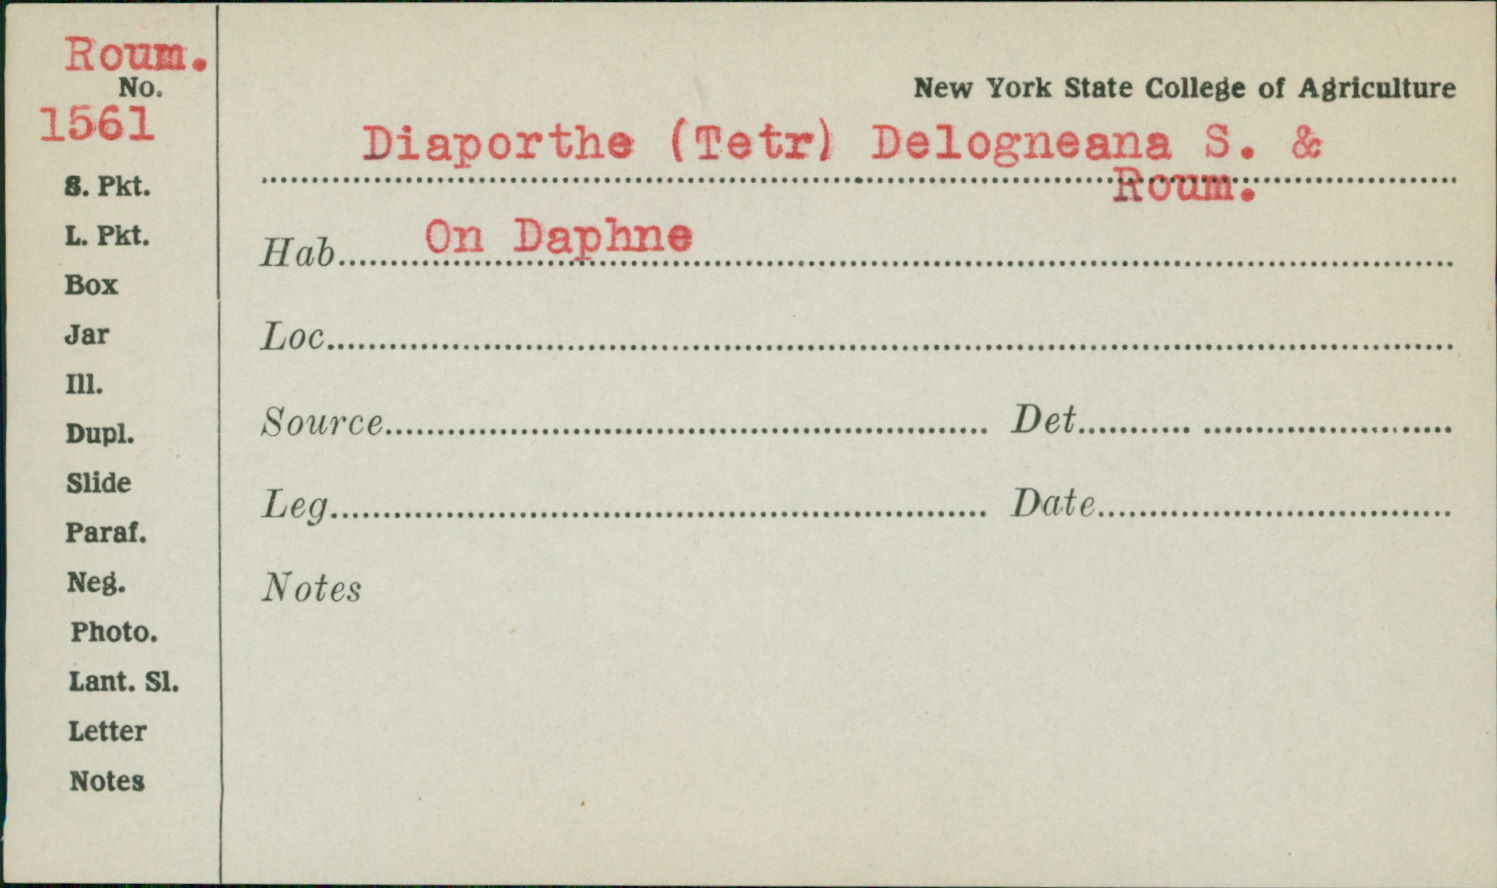 Roum.
No.
1561
S. Pkt.
L. Pkt.
Box
Jar
Ill.
Dupl.
Slide
Paraf.
Neg.
Photo.
Lant. Sl.
Letter
Notes
New York State College of Agriculture
Diaporthe (Tetr) Delogneana S. &
Roum.
Hab. On Daphne
Loc.
Source
Det.
Leg.
Date
Notes